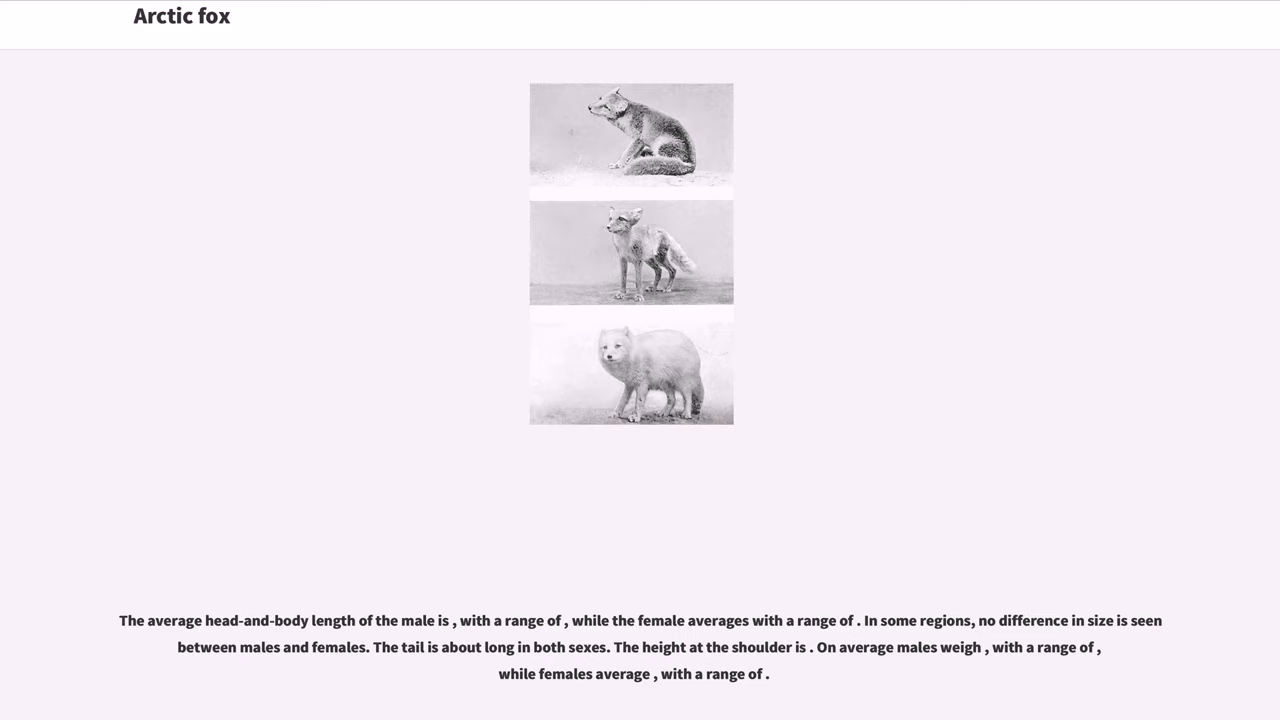 Arctic fox
The average head-and-body length of the male is , with a range of , while the female averages with a range of . In some regions, no difference in size is seen
between males and females. The tail is about long in both sexes. The height at the shoulder is . On average males weigh , with a range of ,
while females average , with a range of .